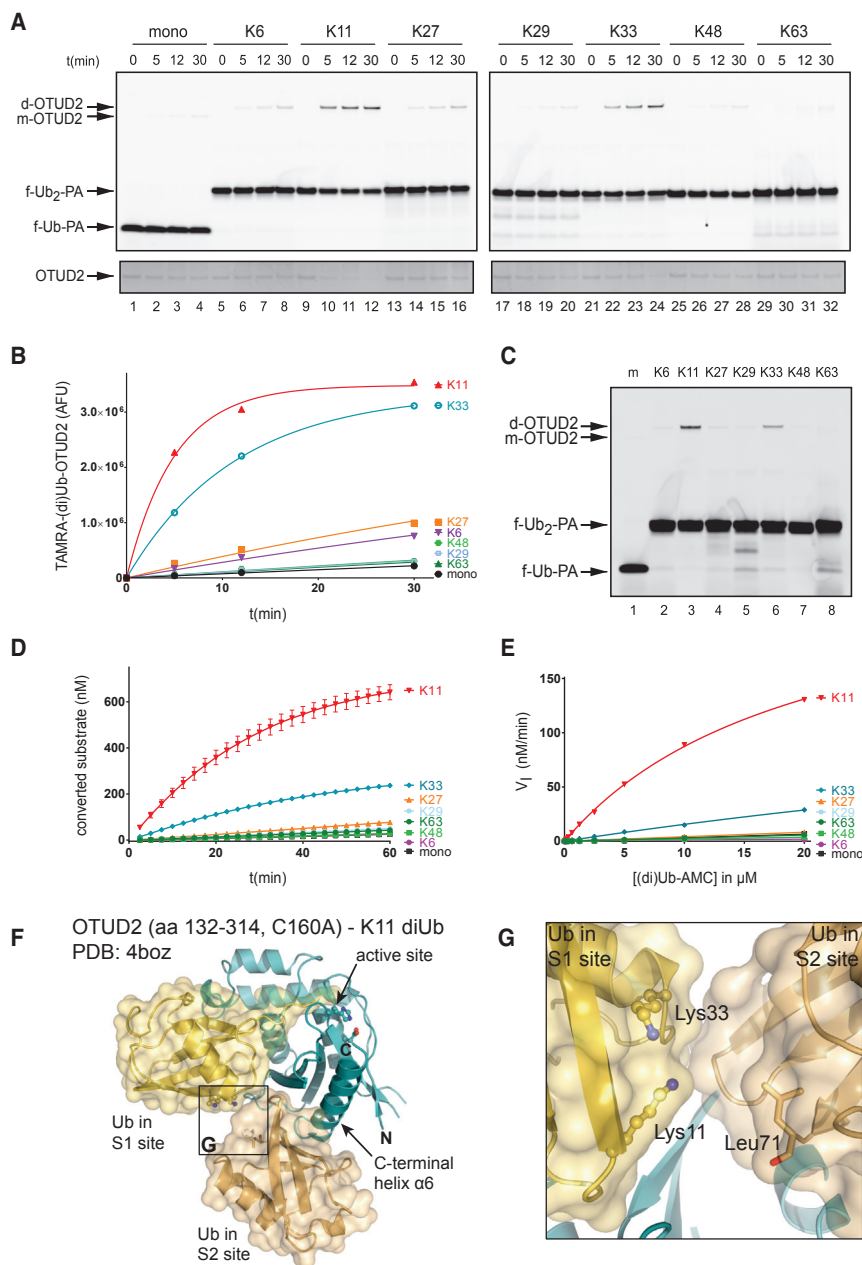 A
mono K6 K11 K27 K29 K33 K48 K63
t(min) 0 5 12 30 0 5 12 30 0 5 12 30 0 5 12 30 0 5 12 30 0 5 12 30 0 5 12 30 0 5 12 30
d-OTUD2
m-OTUD2
f-Ub₂-PA
f-Ub-PA
OTUD2
1 2 3 4 5 6 7 8 9 10 11 12 13 14 15 16 17 18 19 20 21 22 23 24 25 26 27 28 29 30 31 32
B
TAMRA-(di)Ub-OTUD2 (AFU)
3.0×10⁶
2.0×10⁶
1.0×10⁶
0
0 10 20 30
t(min)
K11
K33
K27
K6
K48
K29
K63
mono
C
m K6 K11 K27 K29 K33 K48 K63
d-OTUD2
m-OTUD2
f-Ub₂-PA
f-Ub-PA
1 2 3 4 5 6 7 8
D
converted substrate (nM)
600
400
200
0
0 20 40 60
t(min)
K11
K33
K27
K29
K63
K48
K6
mono
E
V_I (nM/min)
150
100
50
0
0 5 10 15 20
[(di)Ub-AMC] in µM
K11
K33
K27
K29
K63
K48
K6
mono
F
OTUD2 (aa 132-314, C160A) - K11 diUb
PDB: 4boz
active site
C
N
Ub in
S1 site
G
C-terminal
helix α6
Ub in
S2 site
G
Ub in
S1 site
Ub in
S2 site
Lys33
Lys11
Leu71